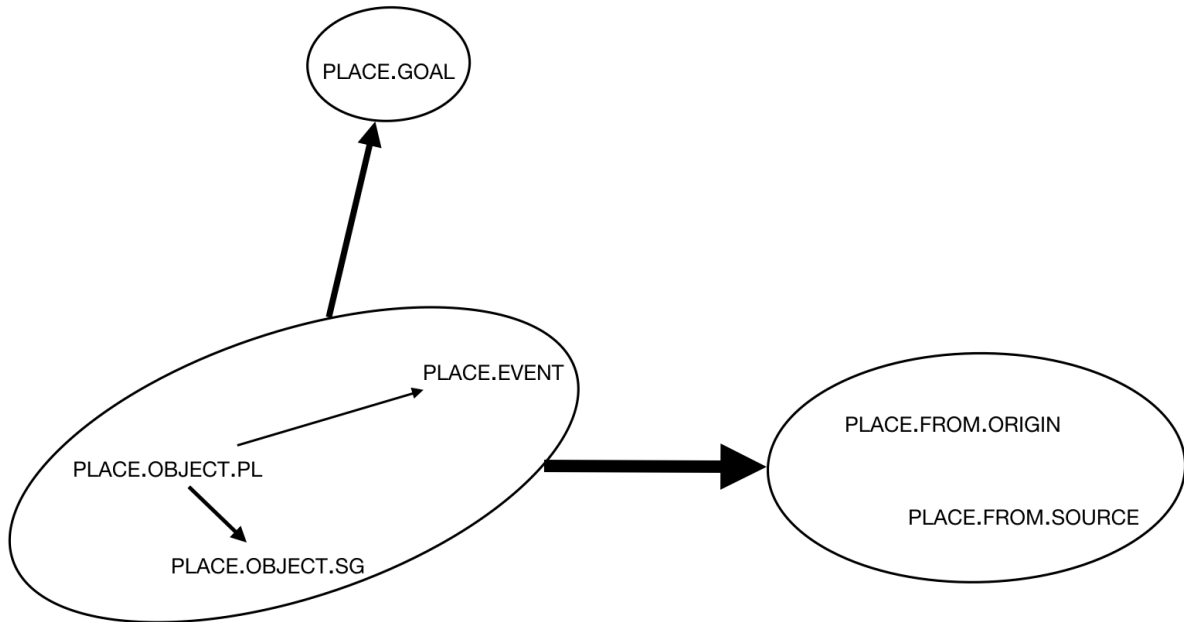 PLACE.GOAL
PLACE.EVENT
PLACE.OBJECT.PL
PLACE.OBJECT.SG
PLACE.FROM.ORIGIN
PLACE.FROM.SOURCE